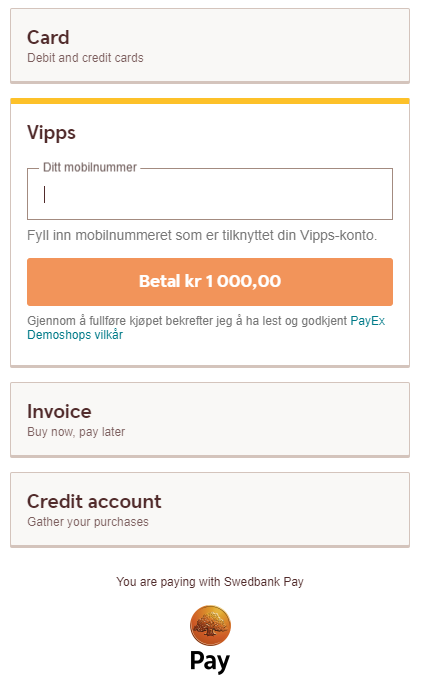 Card
Debit and credit cards
Vipps
Ditt mobilnummer
Fyll inn mobilnummeret som er tilknyttet din Vipps-konto.
Betal kr 1 000,00
Gjennom å fullføre kjøpet bekrefter jeg å ha lest og godkjent PayEx
Demoshops vilkår
Invoice
Buy now, pay later
Credit account
Gather your purchases
You are paying with Swedbank Pay
Pay